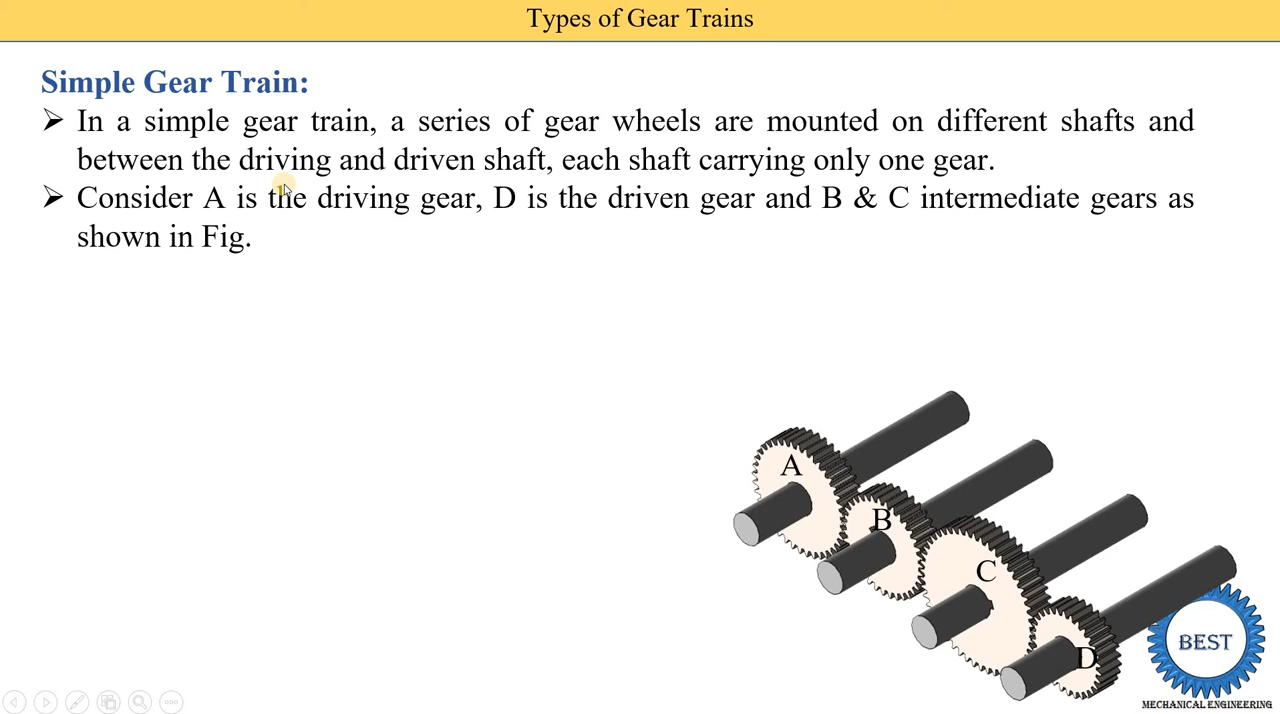 Types of Gear Trains
Simple Gear Train:
➢ In a simple gear train, a series of gear wheels are mounted on different shafts and
between the driving and driven shaft, each shaft carrying only one gear.
➢ Consider A is the driving gear, D is the driven gear and B & C intermediate gears as
shown in Fig.
A
B
C
D
BEST
MECHANICAL ENGINEERING